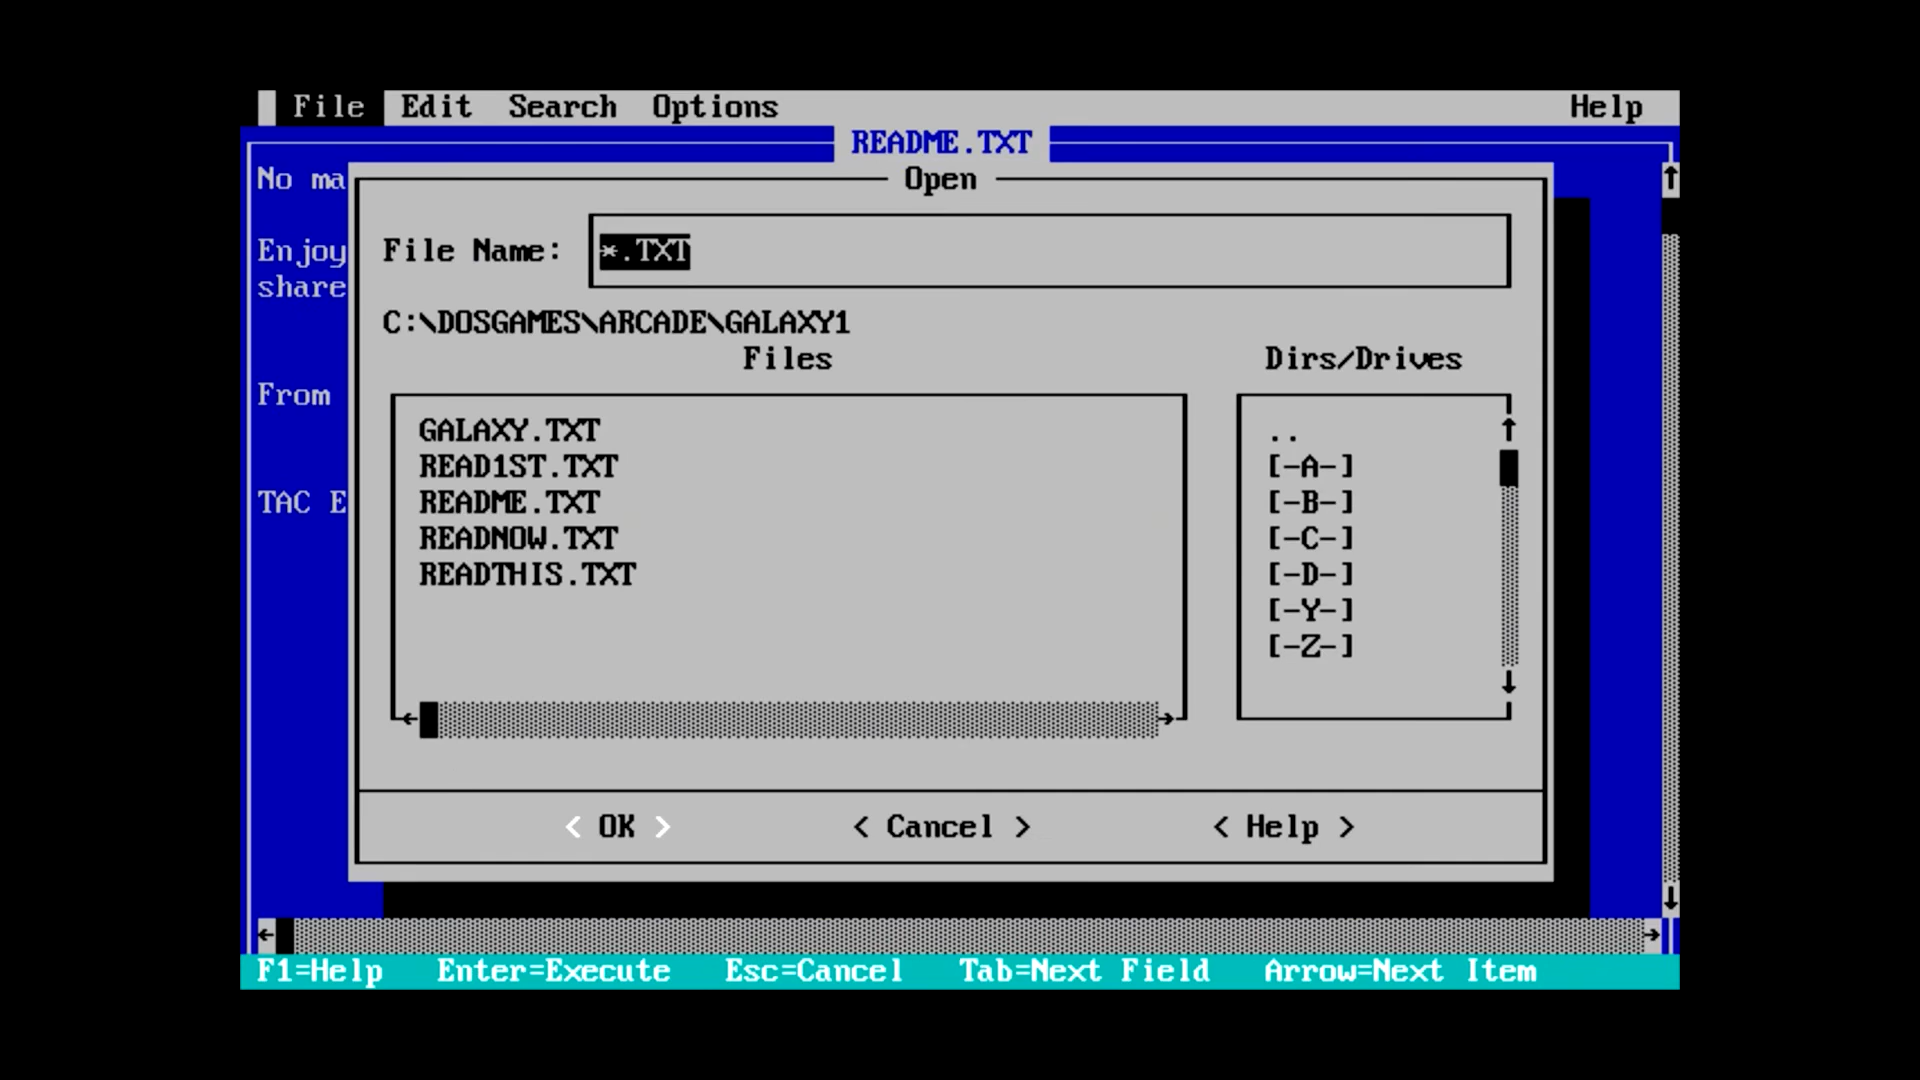 File Edit Search Options Help
README.TXT
No ma
Enjoy
share
From
TAC E
Open
File Name: *.TXT
C:\DOSGAMES\ARCADE\GALAXY1
Files
GALAXY.TXT
READ1ST.TXT
README.TXT
READNOW.TXT
READTHIS.TXT
Dirs/Drives
..
[-A-]
[-B-]
[-C-]
[-D-]
[-Y-]
[-Z-]
< OK > < Cancel > < Help >
F1=Help Enter=Execute Esc=Cancel Tab=Next Field Arrow=Next Item